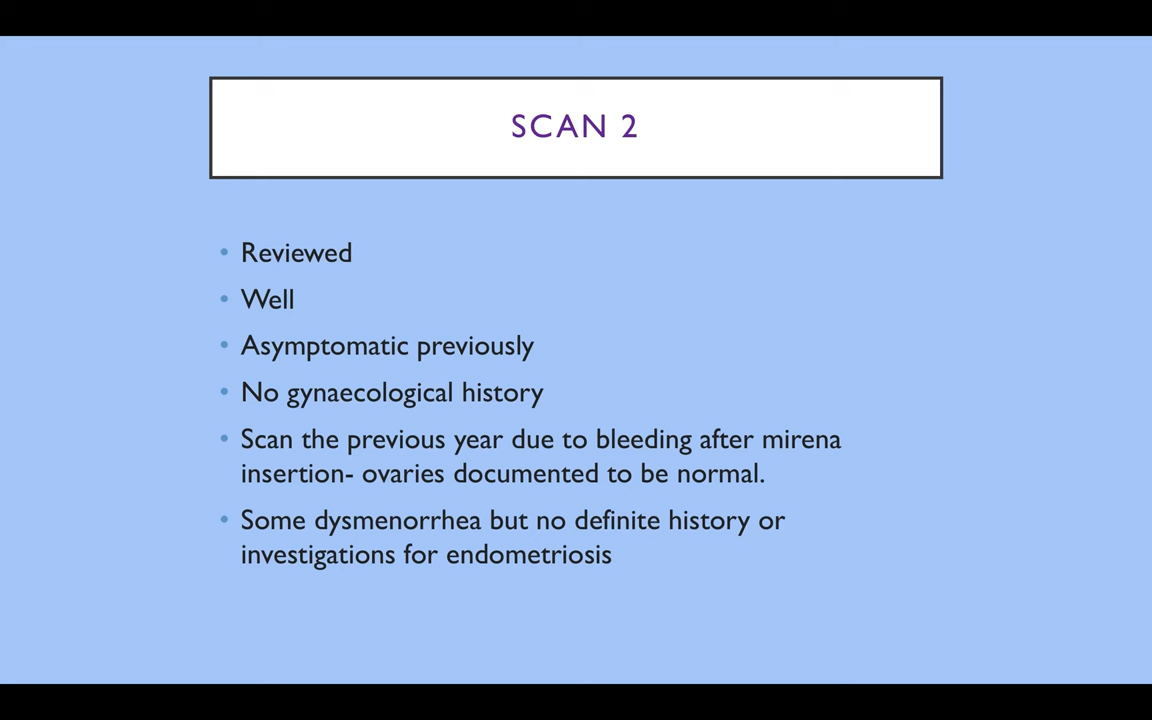 SCAN 2
• Reviewed
• Well
• Asymptomatic previously
• No gynaecological history
• Scan the previous year due to bleeding after mirena
insertion- ovaries documented to be normal.
• Some dysmenorrhea but no definite history or
investigations for endometriosis